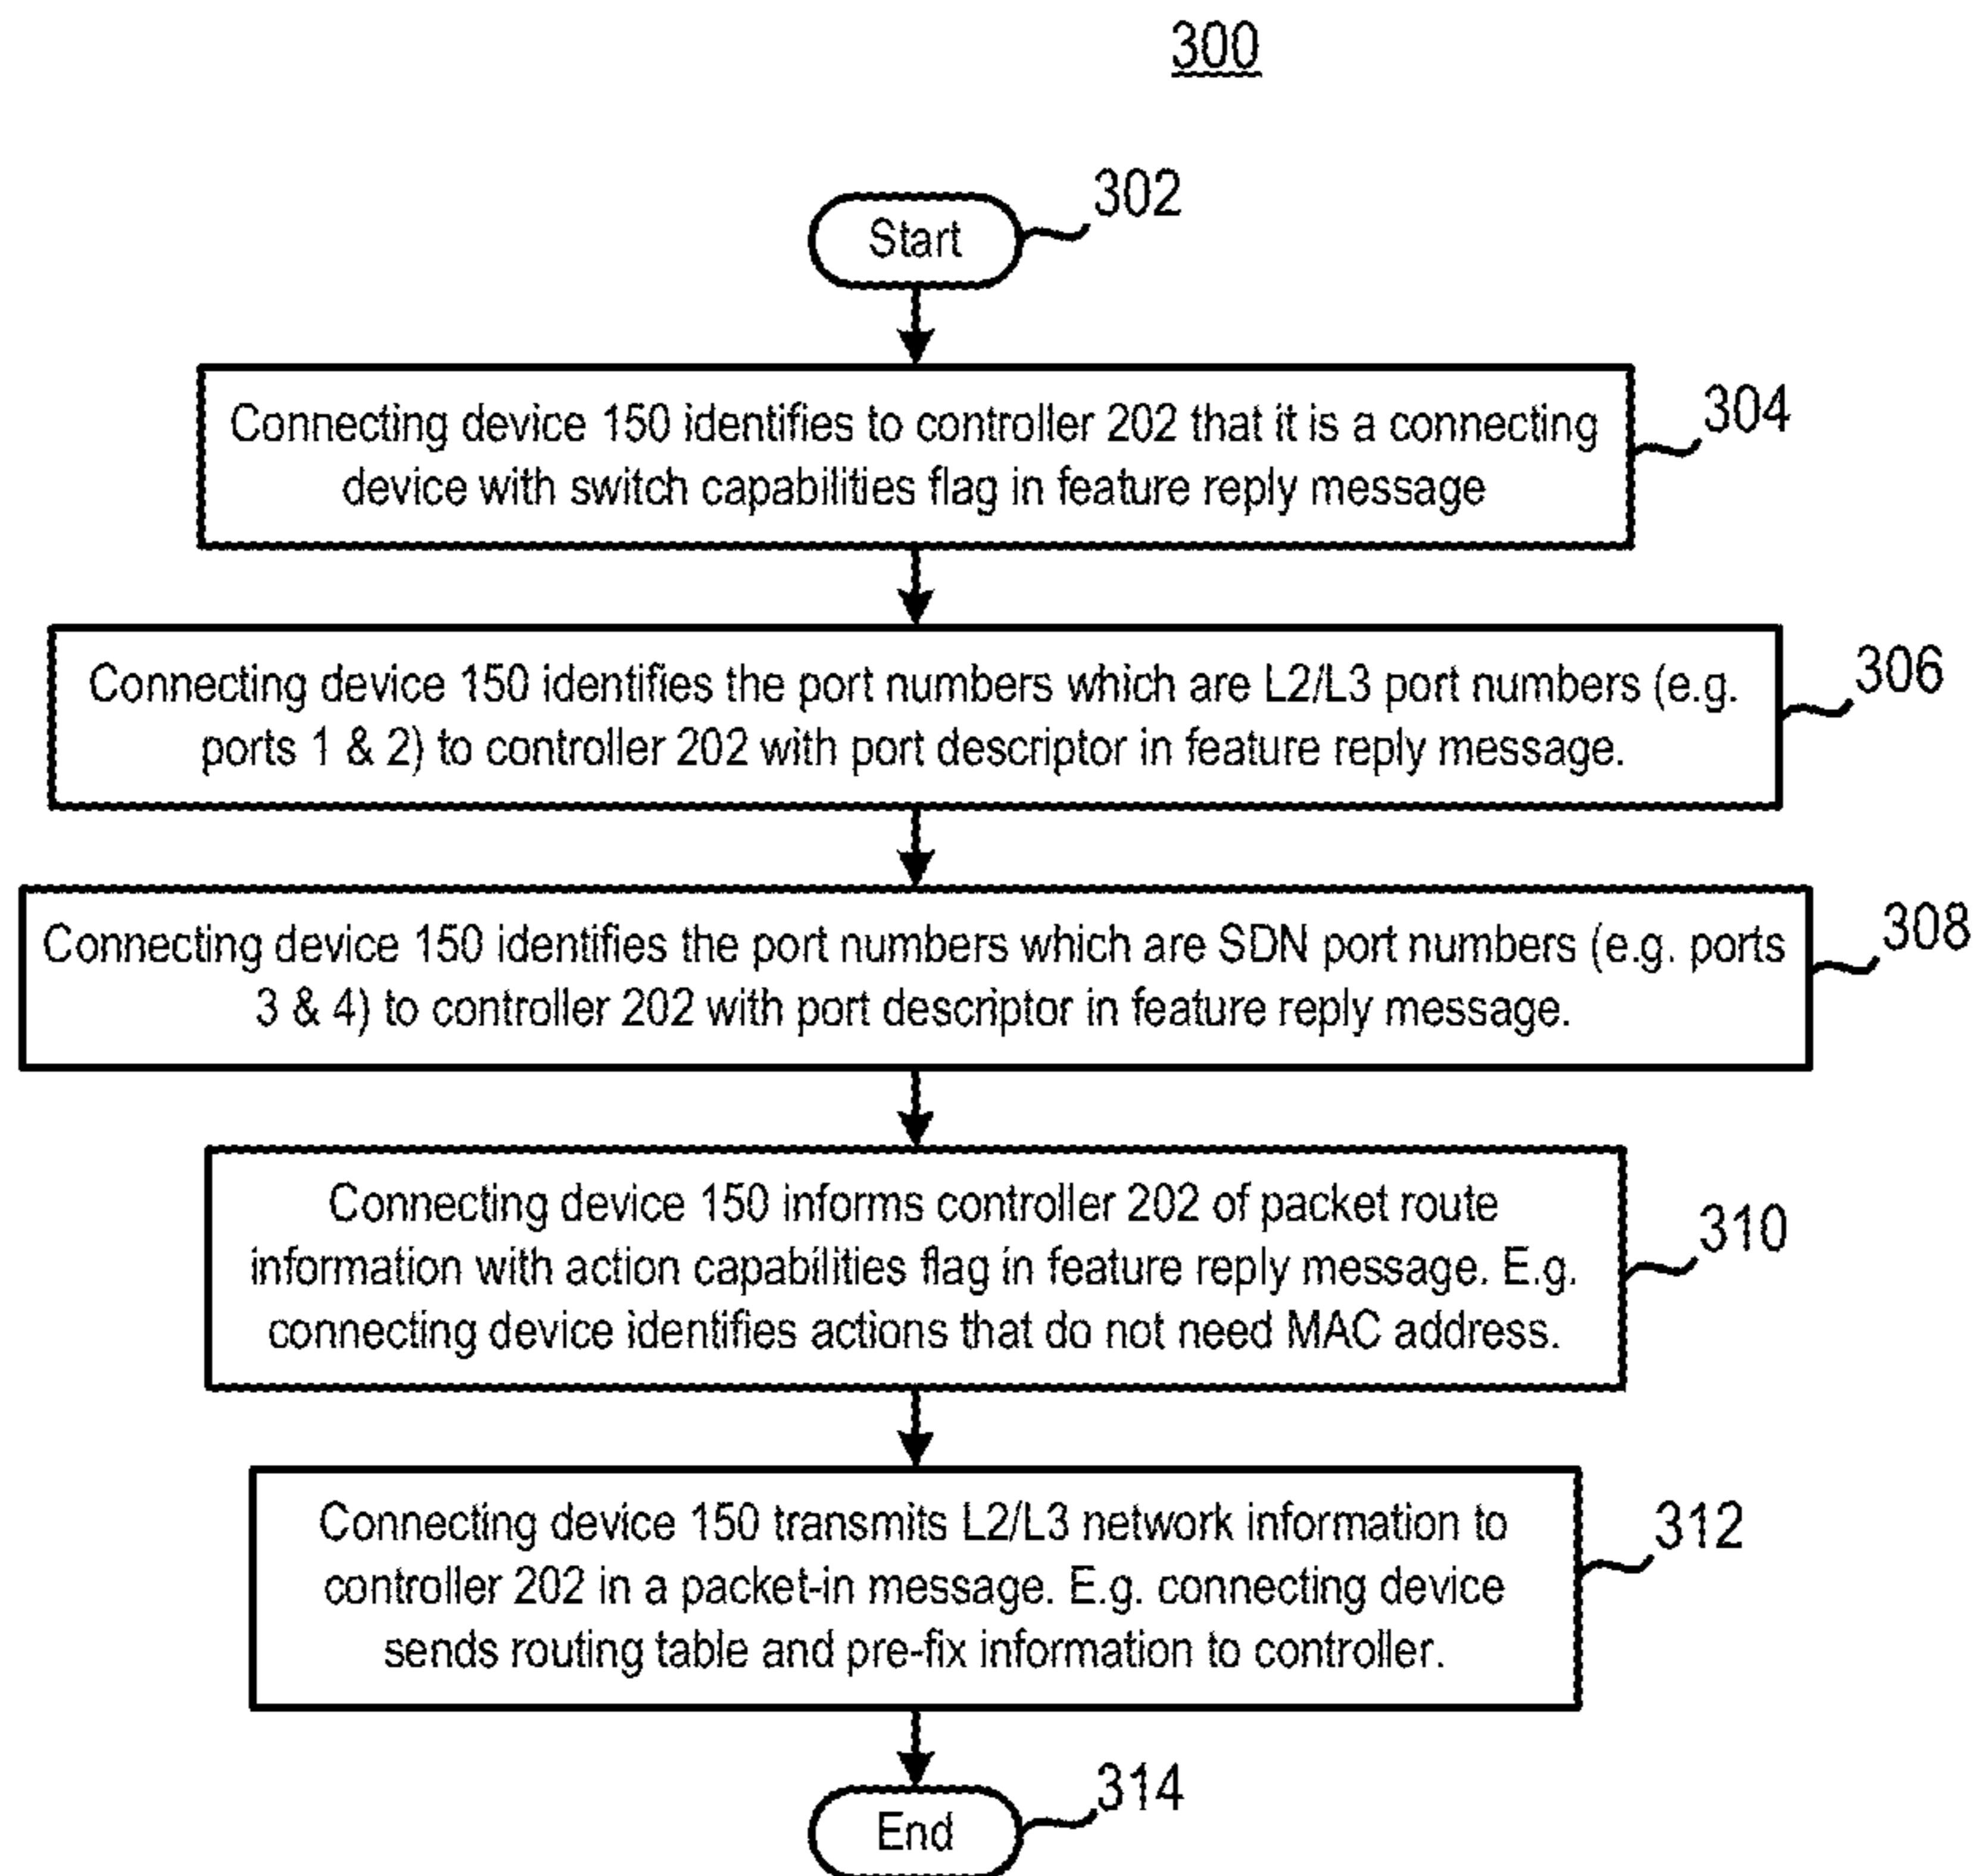 300
302
Start
304
Connecting device 150 identifies to controller 202 that it is a connecting
device with switch capabilities flag in feature reply message
306
Connecting device 150 identifies the port numbers which are L2/L3 port numbers (e.g.
ports 1 & 2) to controller 202 with port descriptor in feature reply message.
308
Connecting device 150 identifies the port numbers which are SDN port numbers (e.g. ports
3 & 4) to controller 202 with port descriptor in feature reply message.
310
Connecting device 150 informs controller 202 of packet route
information with action capabilities flag in feature reply message. E.g.
connecting device identifies actions that do not need MAC address.
312
Connecting device 150 transmits L2/L3 network information to
controller 202 in a packet-in message. E.g. connecting device
sends routing table and pre-fix information to controller.
314
End